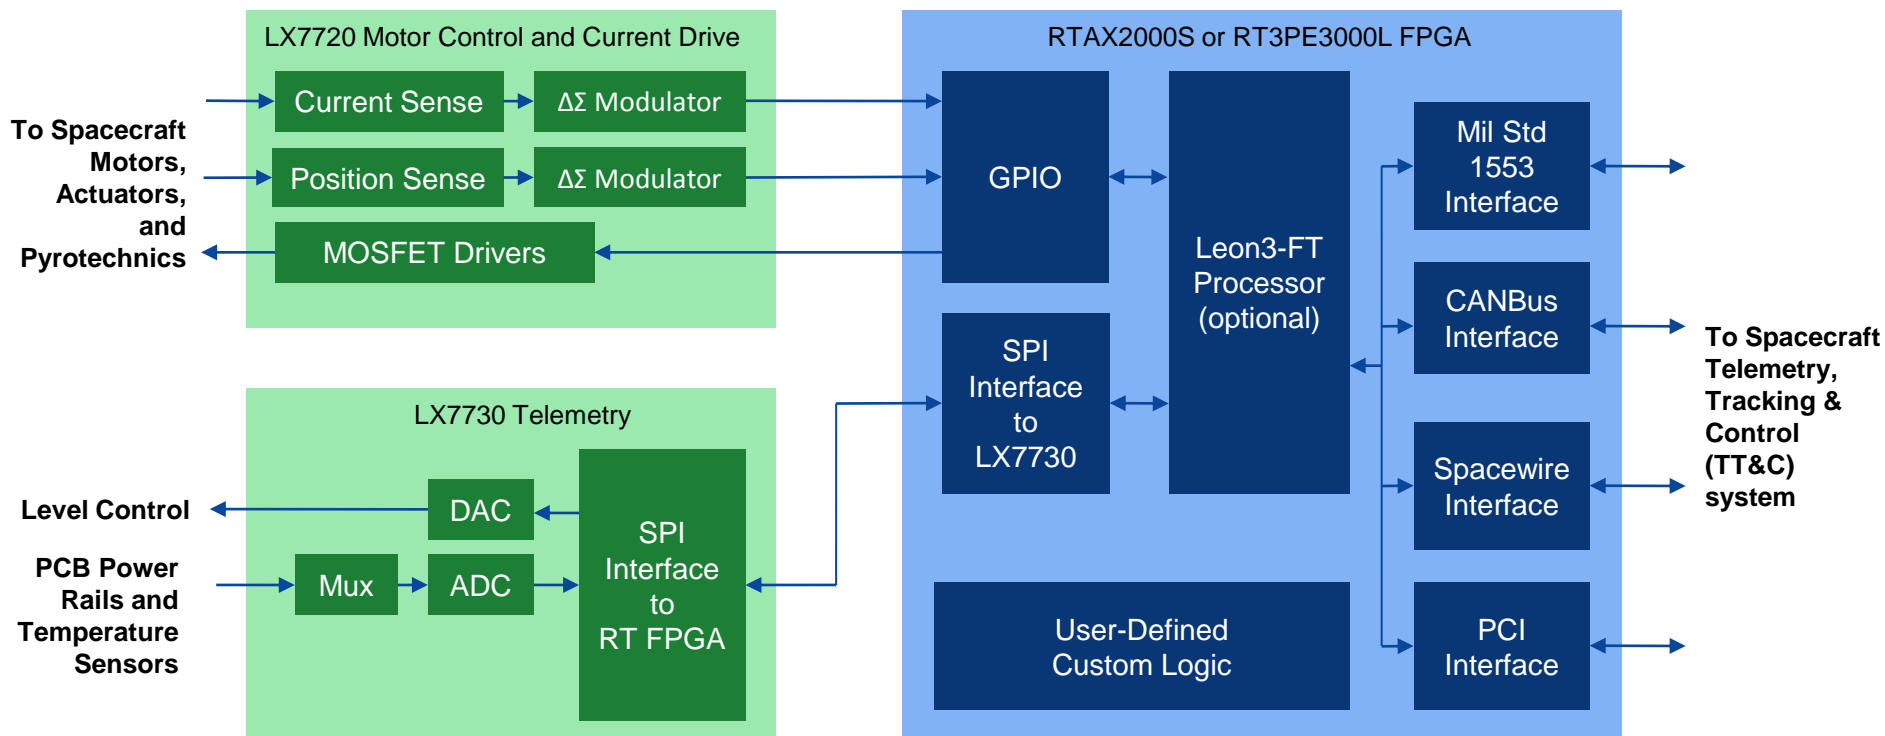 LX7720 Motor Control and Current Drive
Current Sense
ΔΣ Modulator
To Spacecraft
Motors,
Actuators,
and
Pyrotechnics
Position Sense
ΔΣ Modulator
MOSFET Drivers
LX7730 Telemetry
Level Control
DAC
PCB Power
Rails and
Temperature
Sensors
Mux
ADC
SPI
Interface
to
RT FPGA
RTAX2000S or RT3PE3000L FPGA
GPIO
SPI
Interface
to
LX7730
Leon3-FT
Processor
(optional)
User-Defined
Custom Logic
Mil Std
1553
Interface
CANBus
Interface
Spacewire
Interface
PCI
Interface
To Spacecraft
Telemetry,
Tracking &
Control
(TT&C)
system